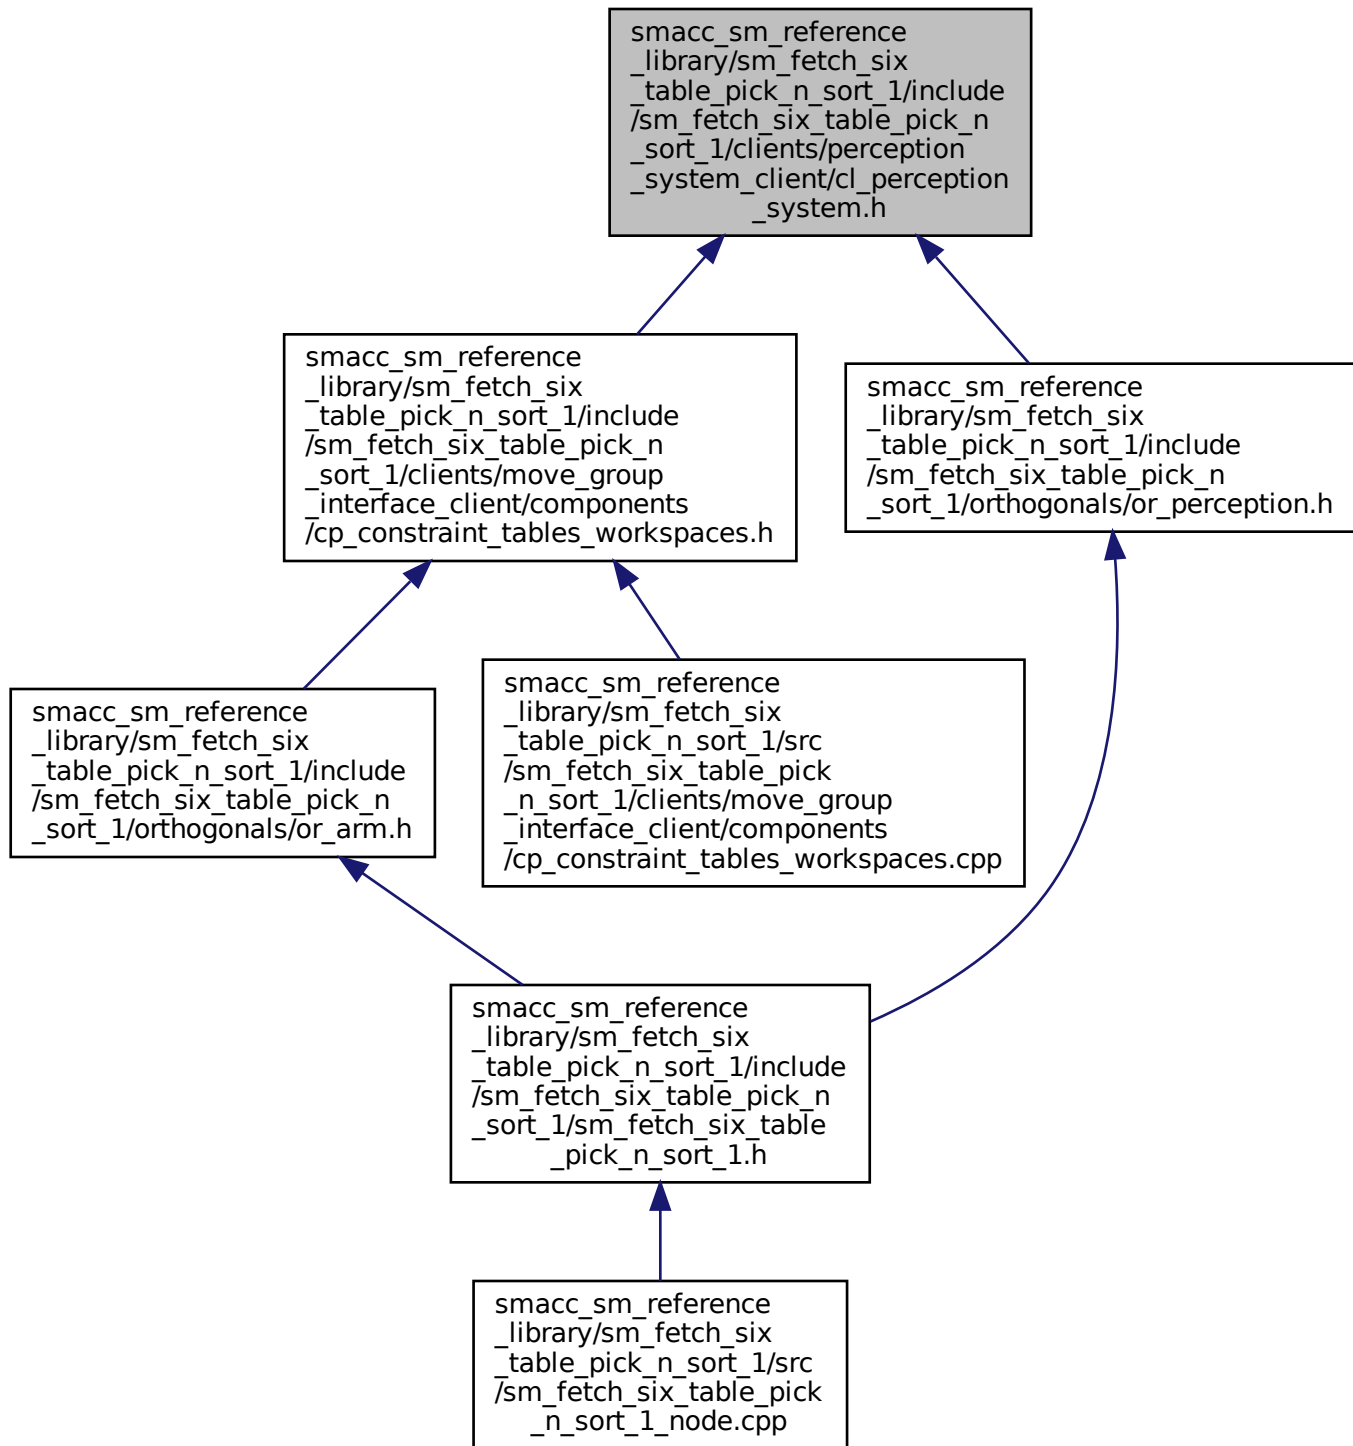 smacc_sm_reference
_library/sm_fetch_six
_table_pick_n_sort_1/include
/sm_fetch_six_table_pick_n
_sort_1/clients/perception
_system_client/cl_perception
_system.h
smacc_sm_reference
_library/sm_fetch_six
_table_pick_n_sort_1/include
/sm_fetch_six_table_pick_n
_sort_1/clients/move_group
_interface_client/components
/cp_constraint_tables_workspaces.h
smacc_sm_reference
_library/sm_fetch_six
_table_pick_n_sort_1/include
/sm_fetch_six_table_pick_n
_sort_1/orthogonals/or_perception.h
smacc_sm_reference
_library/sm_fetch_six
_table_pick_n_sort_1/include
/sm_fetch_six_table_pick_n
_sort_1/orthogonals/or_arm.h
smacc_sm_reference
_library/sm_fetch_six
_table_pick_n_sort_1/src
/sm_fetch_six_table_pick
_n_sort_1/clients/move_group
_interface_client/components
/cp_constraint_tables_workspaces.cpp
smacc_sm_reference
_library/sm_fetch_six
_table_pick_n_sort_1/include
/sm_fetch_six_table_pick_n
_sort_1/sm_fetch_six_table
_pick_n_sort_1.h
smacc_sm_reference
_library/sm_fetch_six
_table_pick_n_sort_1/src
/sm_fetch_six_table_pick
_n_sort_1_node.cpp